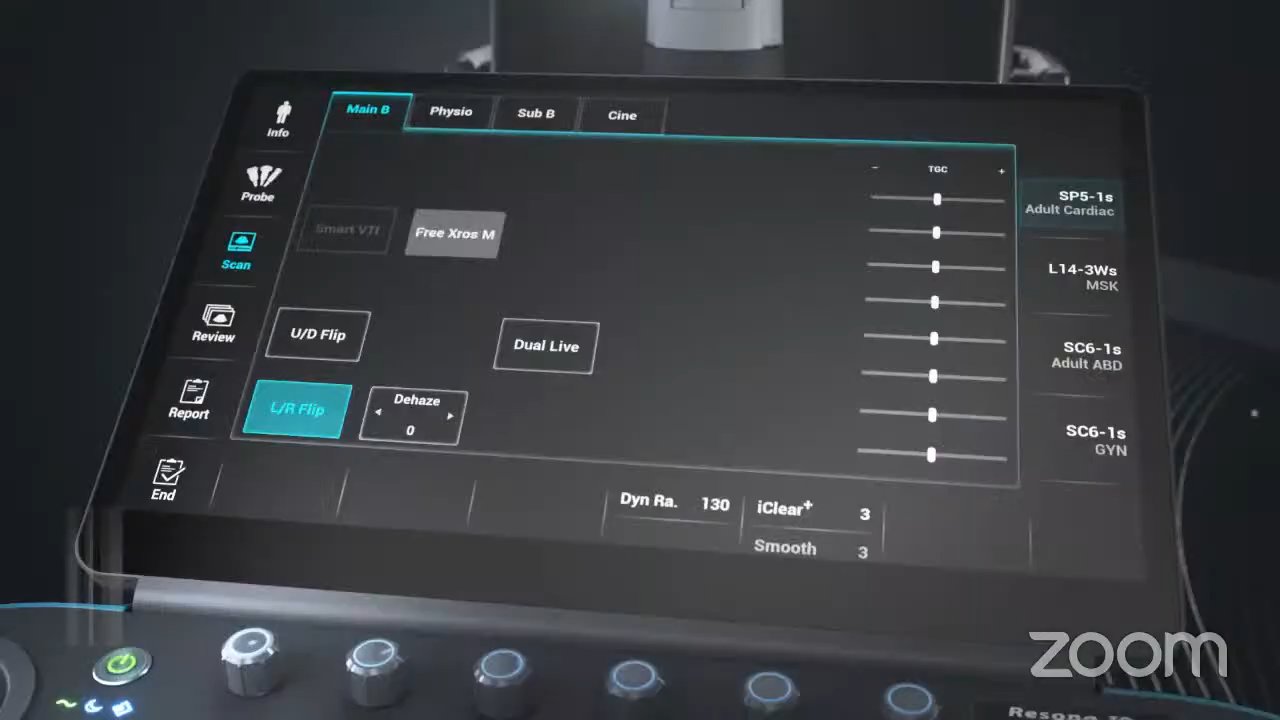 Main B
Physio
Sub B
Cine
Info
Probe
Scan
Review
Report
End
Smart VTI
Free Xros M
U/D Flip
Dual Live
L/R Flip
Dehaze
0
- TGC +
SP5-1s
Adult Cardiac
L14-3Ws
MSK
SC6-1s
Adult ABD
SC6-1s
GYN
Dyn Ra. 130
iClear+ 3
Smooth 3
zoom